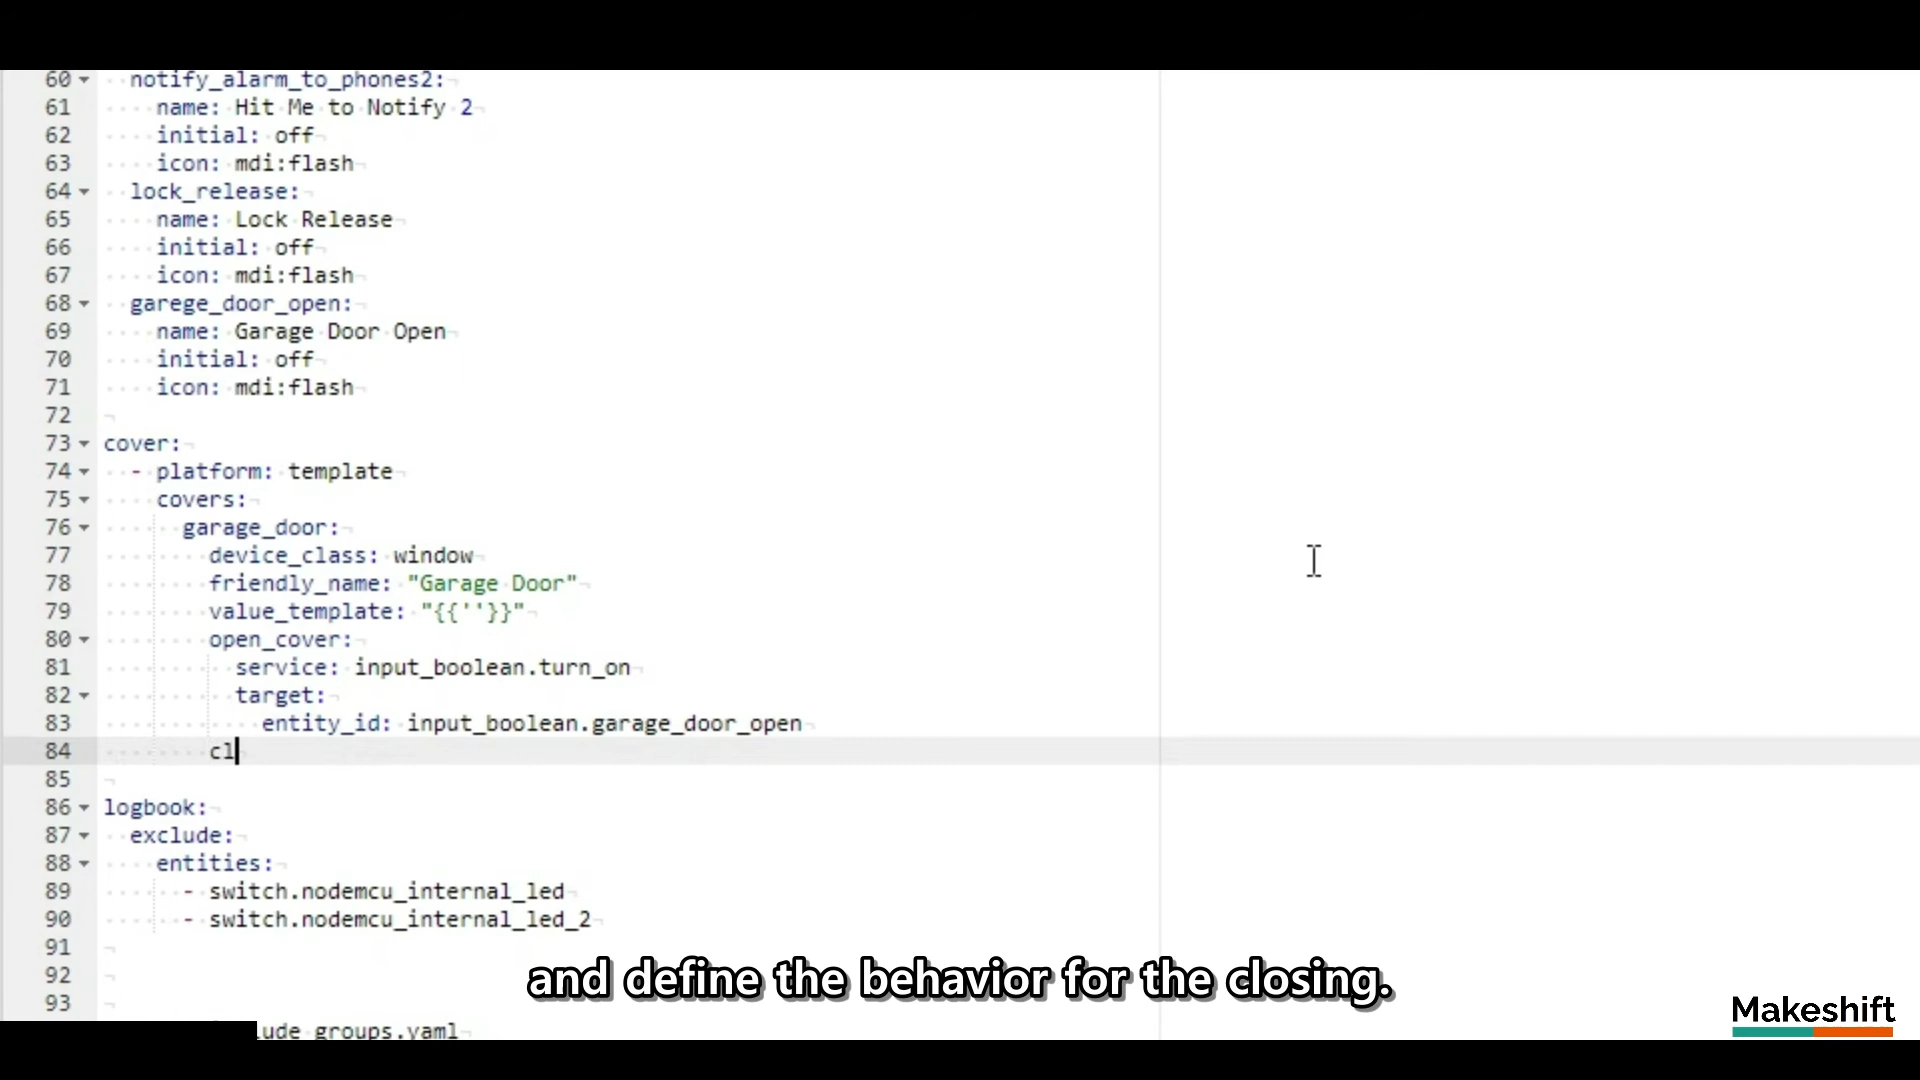 60 notify_alarm_to_phones2:
61 name: Hit Me to Notify 2
62 initial: off
63 icon: mdi:flash
64 lock_release:
65 name: Lock Release
66 initial: off
67 icon: mdi:flash
68 garege_door_open:
69 name: Garage Door Open
70 initial: off
71 icon: mdi:flash
72
73 cover:
74 - platform: template
75 covers:
76 garage_door:
77 device_class: window
78 friendly_name: "Garage Door"
79 value_template: "{{''}}"
80 open_cover:
81 service: input_boolean.turn_on
82 target:
83 entity_id: input_boolean.garage_door_open
84 cl
85
86 logbook:
87 exclude:
88 entities:
89 - switch.nodemcu_internal_led
90 - switch.nodemcu_internal_led_2
91
92
93
lude groups.yaml
and define the behavior for the closing.
Makeshift